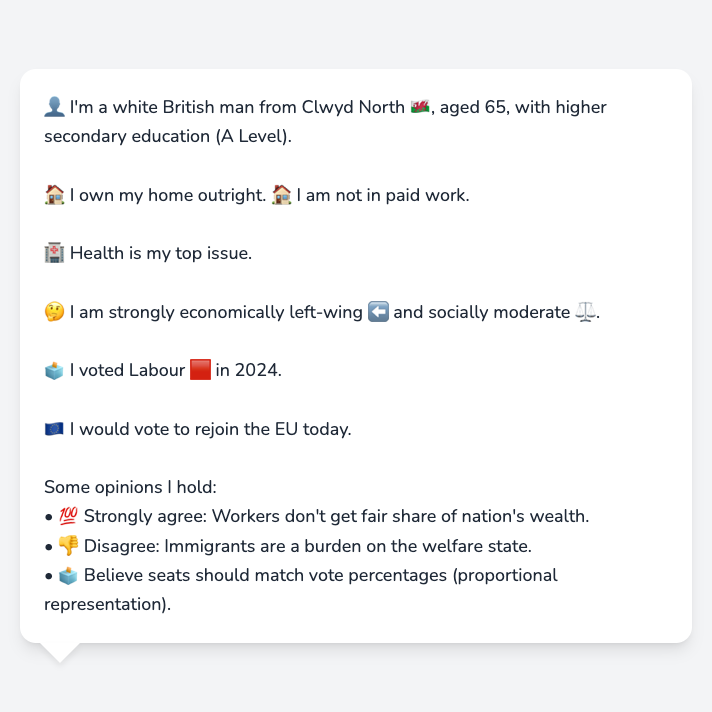 👤 I'm a white British man from Clwyd North 🏴󠁧󠁢󠁷󠁬󠁳󠁿, aged 65, with higher
secondary education (A Level).
🏠 I own my home outright. 🏠 I am not in paid work.
🏥 Health is my top issue.
🤔 I am strongly economically left-wing ⬅️ and socially moderate ⚖️.
🗳️ I voted Labour 🟥 in 2024.
🇪🇺 I would vote to rejoin the EU today.
Some opinions I hold:
• 💯 Strongly agree: Workers don't get fair share of nation's wealth.
• 👎 Disagree: Immigrants are a burden on the welfare state.
• 🗳️ Believe seats should match vote percentages (proportional
representation).